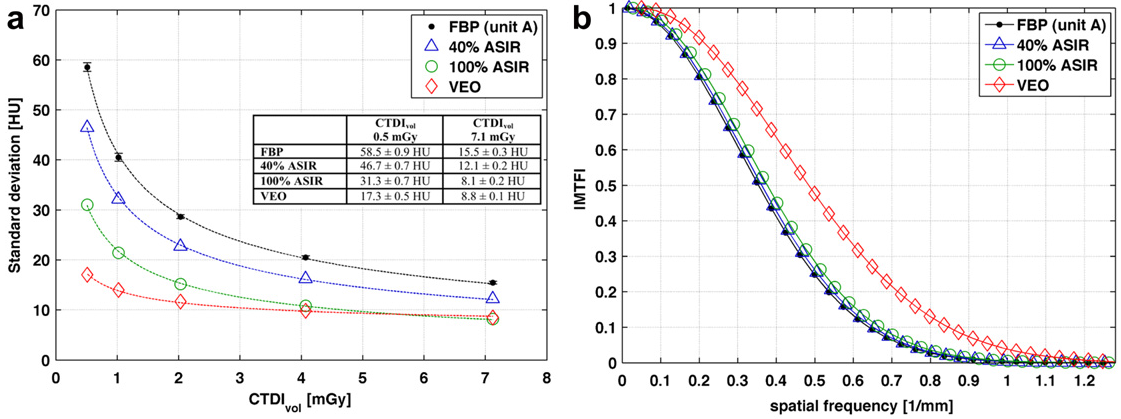 a
70
60
50
40
30
20
10
0
0 1 2 3 4 5 6 7 8
Standard deviation [HU]
CTDIvol [mGy]
FBP (unit A)
40% ASIR
100% ASIR
VEO
CTDIvol 0.5 mGy CTDIvol 7.1 mGy
FBP 58.5 ± 0.9 HU 15.5 ± 0.3 HU
40% ASIR 46.7 ± 0.7 HU 12.1 ± 0.2 HU
100% ASIR 31.3 ± 0.7 HU 8.1 ± 0.2 HU
VEO 17.3 ± 0.5 HU 8.8 ± 0.1 HU
b
1
0.9
0.8
0.7
0.6
0.5
0.4
0.3
0.2
0.1
0
0 0.1 0.2 0.3 0.4 0.5 0.6 0.7 0.8 0.9 1 1.1 1.2
IMTFI
spatial frequency [1/mm]
FBP (unit A)
40% ASIR
100% ASIR
VEO